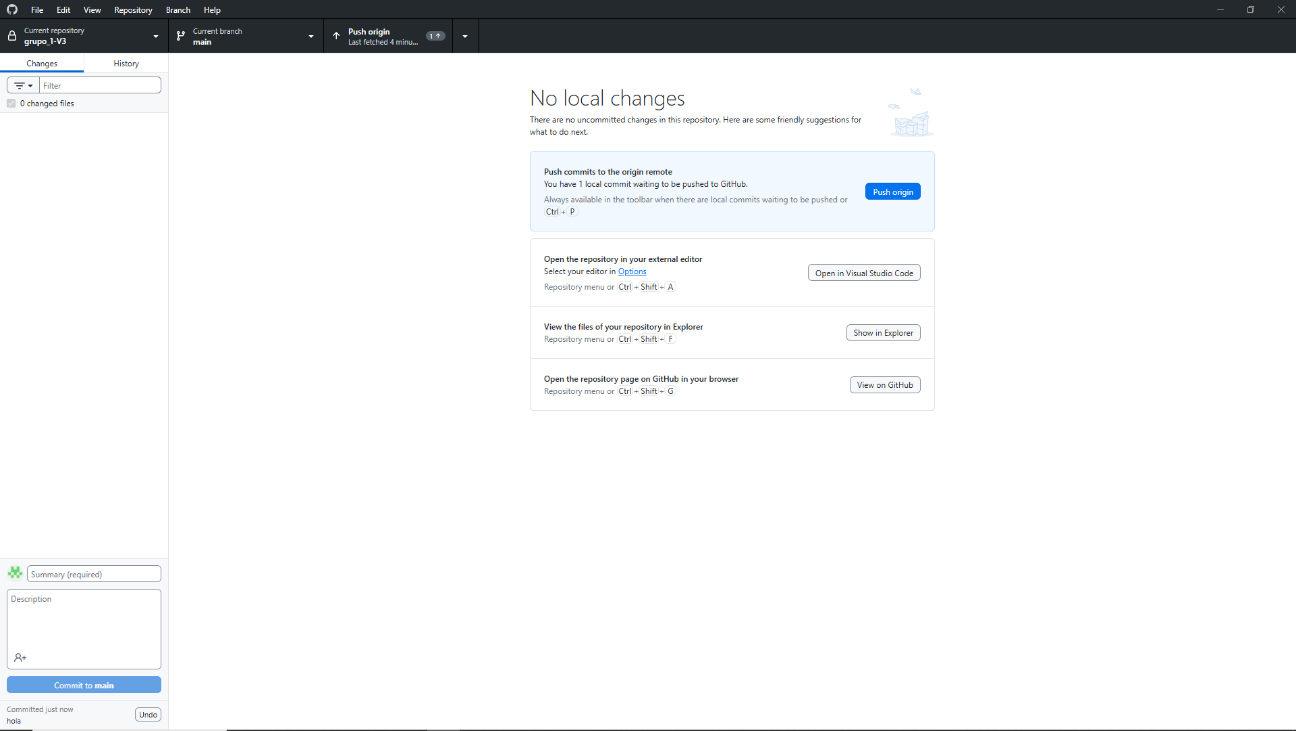 File Edit View Repository Branch Help
Current repository
grupo_1-V3
Current branch
main
Push origin
Last fetched 4 minu...
1
Changes History
Filter
0 changed files
No local changes
There are no uncommitted changes in this repository. Here are some friendly suggestions for
what to do next.
Push commits to the origin remote
You have 1 local commit waiting to be pushed to GitHub.
Always available in the toolbar when there are local commits waiting to be pushed or
Ctrl + P
Push origin
Open the repository in your external editor
Select your editor in Options
Repository menu or Ctrl + Shift + A
Open in Visual Studio Code
View the files of your repository in Explorer
Repository menu or Ctrl + Shift + F
Show in Explorer
Open the repository page on GitHub in your browser
Repository menu or Ctrl + Shift + G
View on GitHub
Summary (required)
Description
Commit to main
Committed just now
hola
Undo